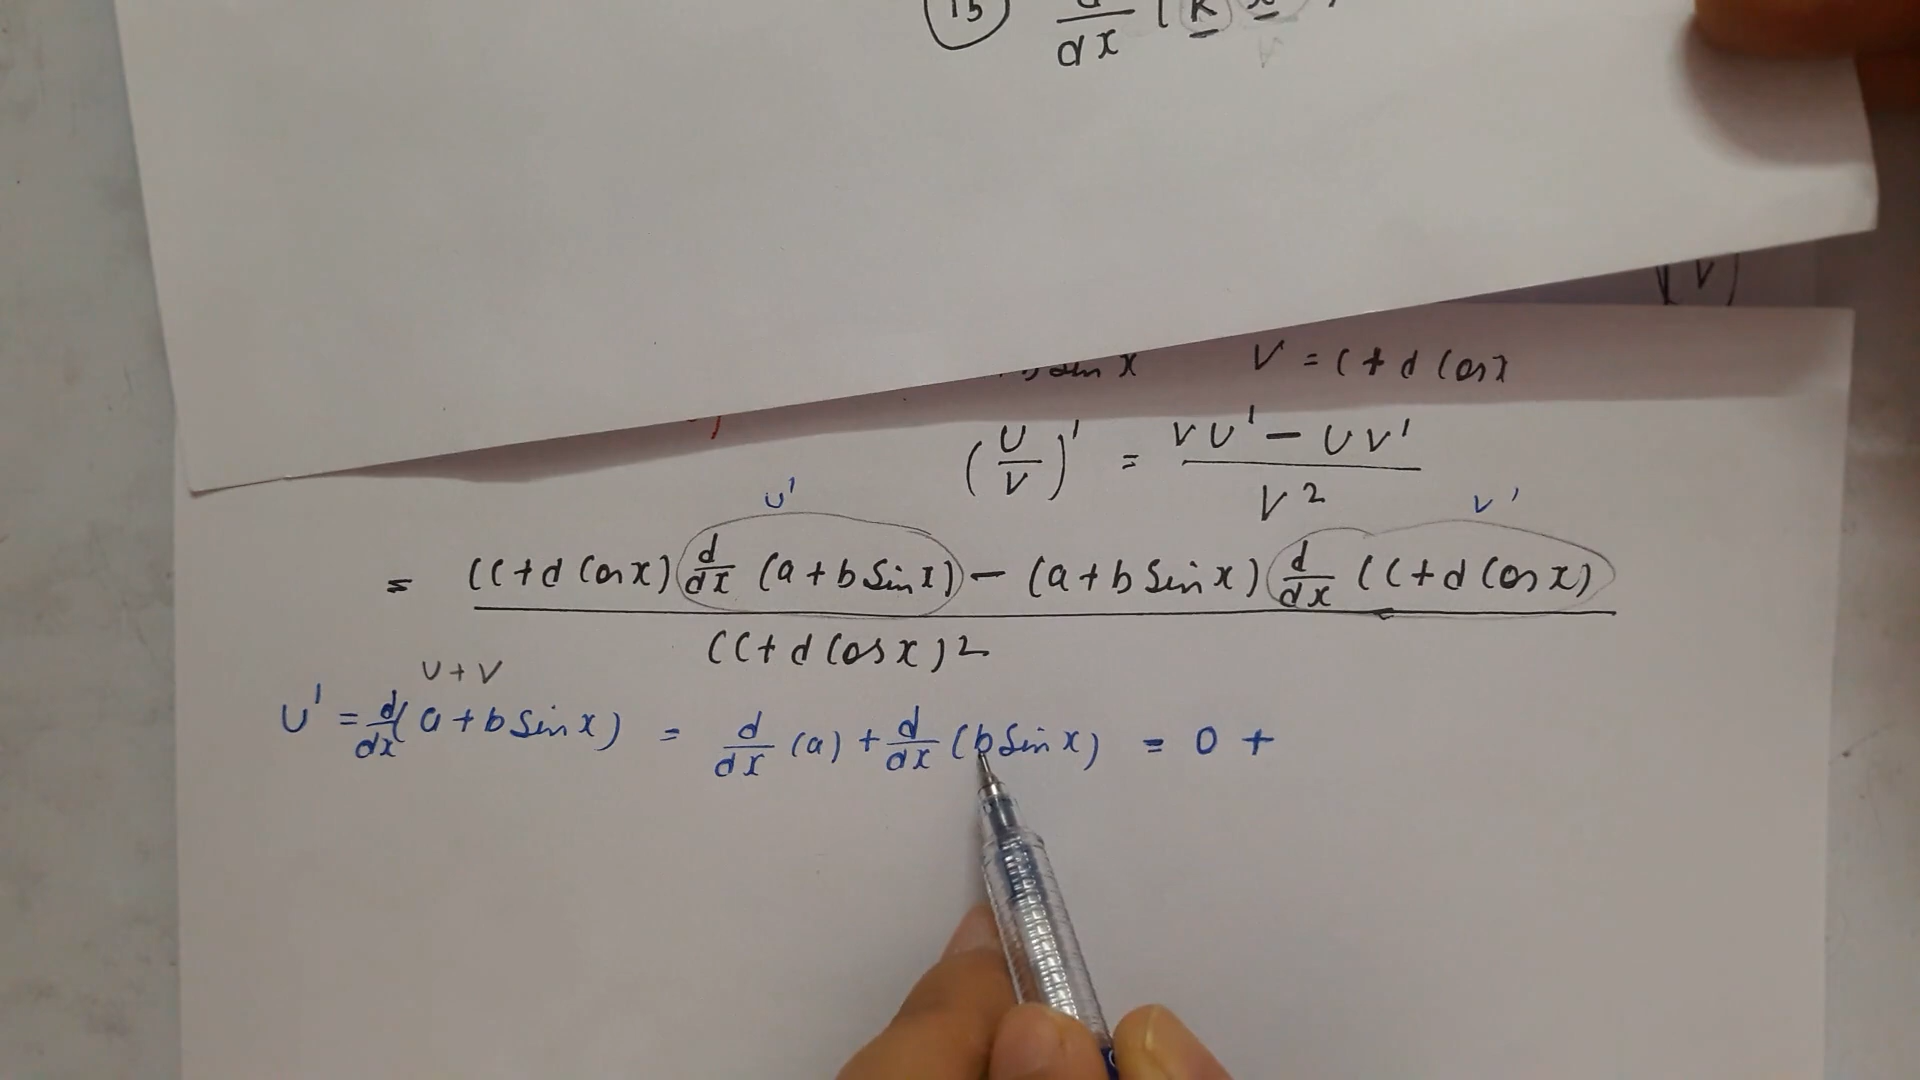 15 d/dx (k x
V)
b sin x V = c + d cos x
(U/V)' = (VU' - UV')/V²
U' V'
= ((c + d cos x) d/dx (a + b sin x) - (a + b sin x) d/dx (c + d cos x))/(c + d cos x)²
U + V
U' = d/dx (a + b sin x) = d/dx (a) + d/dx (b sin x) = 0 +